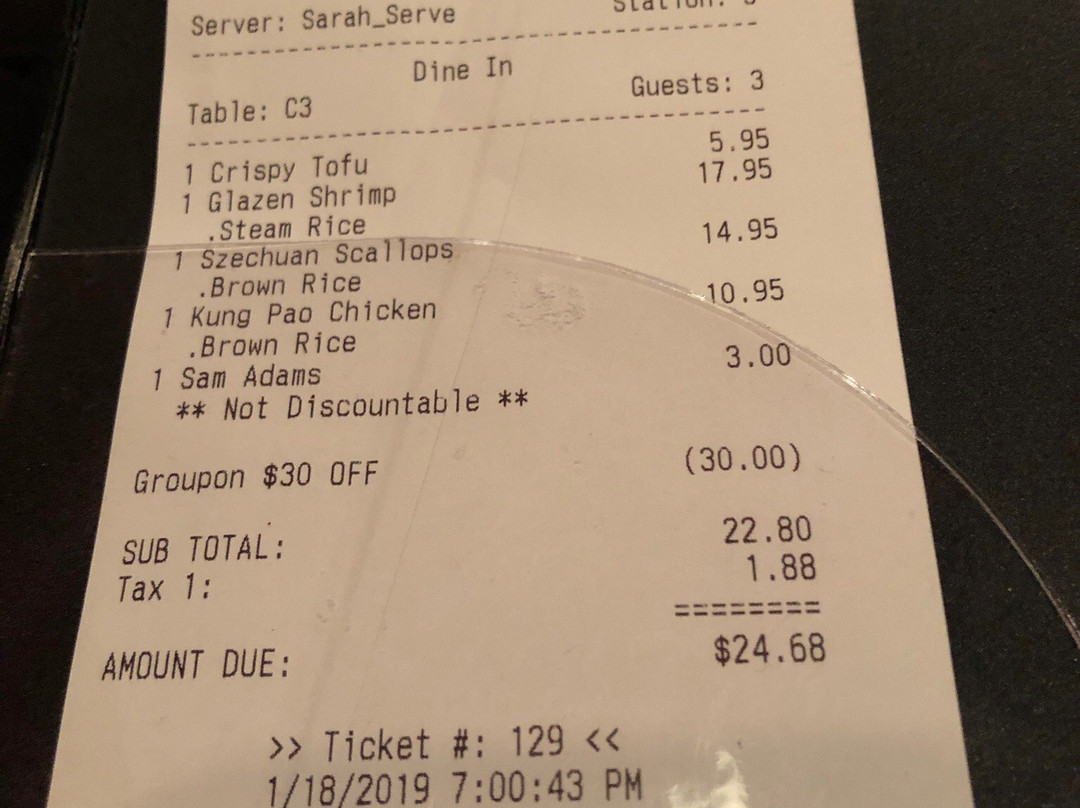 Server: Sarah_Serve Station:
Dine In
Table: C3 Guests: 3
1 Crispy Tofu 5.95
1 Glazen Shrimp 17.95
.Steam Rice
1 Szechuan Scallops 14.95
.Brown Rice
1 Kung Pao Chicken 10.95
.Brown Rice
1 Sam Adams 3.00
** Not Discountable **
Groupon $30 OFF (30.00)
SUB TOTAL: 22.80
Tax 1: 1.88
========
AMOUNT DUE: $24.68
>> Ticket #: 129 <<
1/18/2019 7:00:43 PM